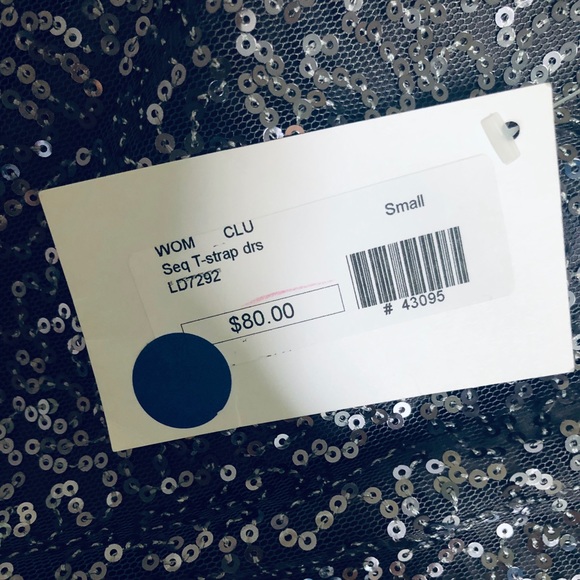 Small
WOM CLU
Seq T-strap drs
LD7292
$80.00
# 43095